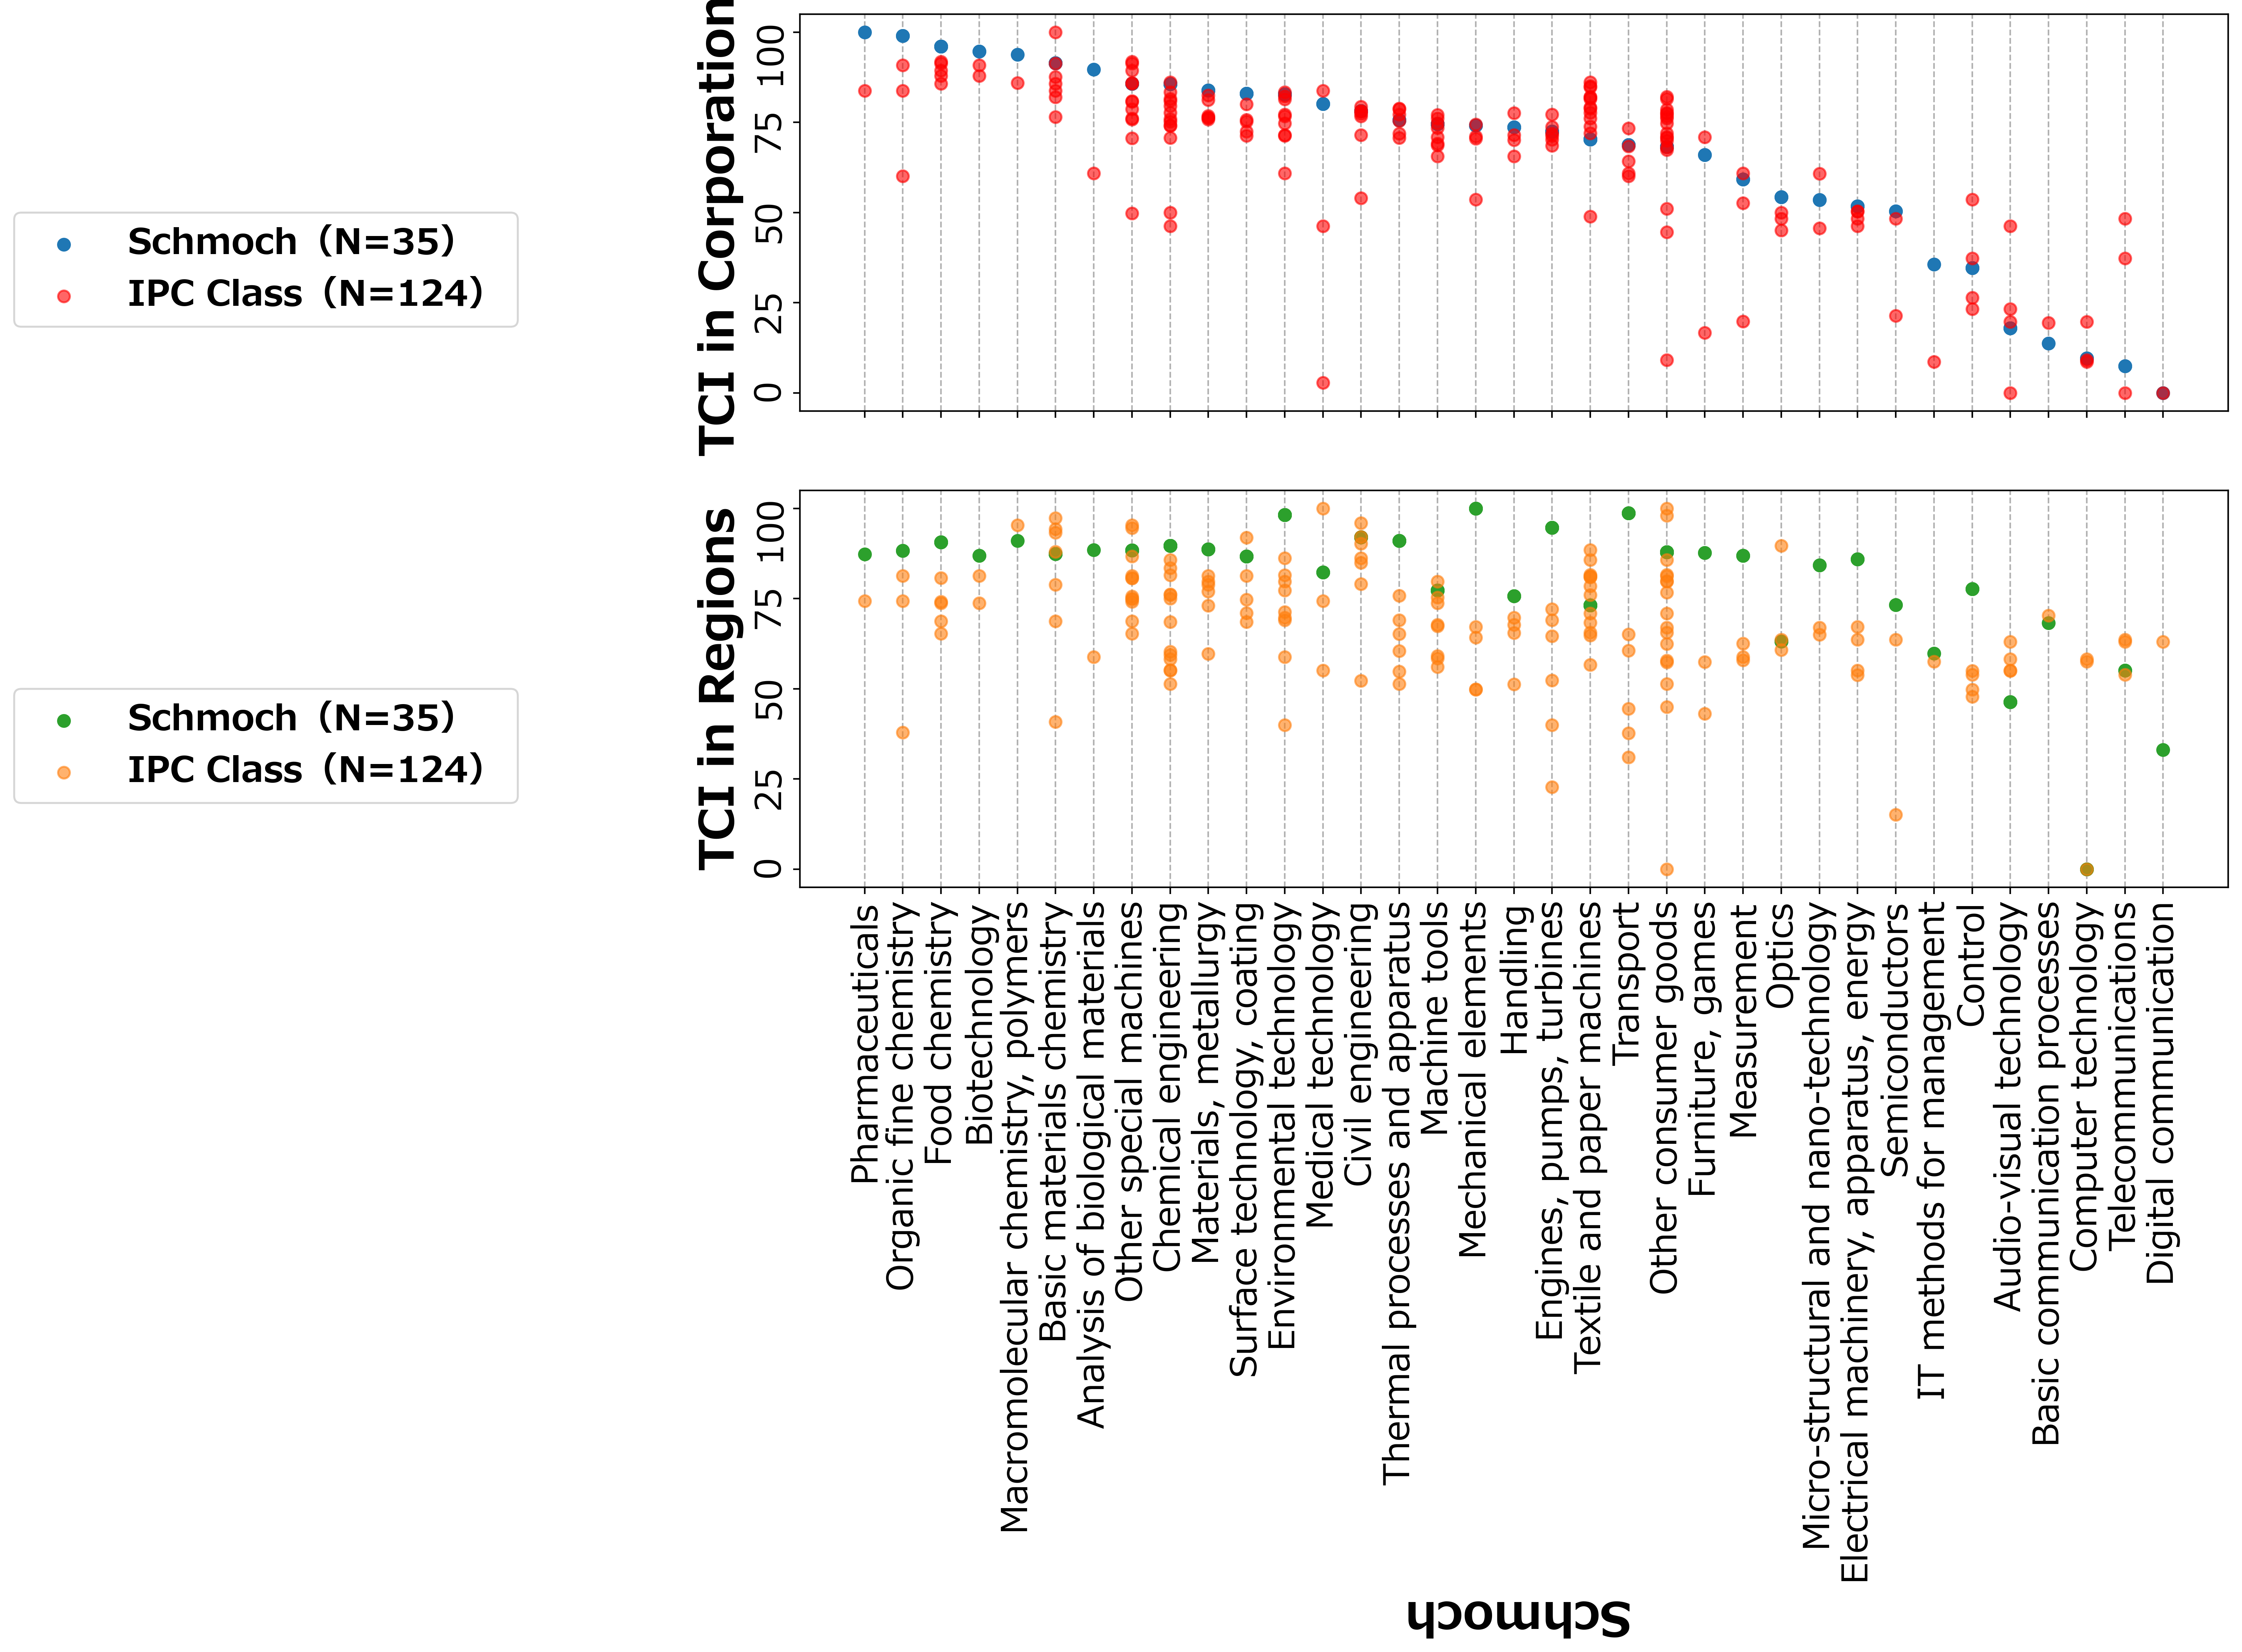 TCI in Corporation
100
75
50
25
0
Schmoch (N=35)
IPC Class (N=124)
TCI in Regions
100
75
50
25
0
Schmoch (N=35)
IPC Class (N=124)
Pharmaceuticals
Organic fine chemistry
Food chemistry
Biotechnology
Macromolecular chemistry, polymers
Basic materials chemistry
Analysis of biological materials
Other special machines
Chemical engineering
Materials, metallurgy
Surface technology, coating
Environmental technology
Medical technology
Civil engineering
Thermal processes and apparatus
Machine tools
Mechanical elements
Handling
Engines, pumps, turbines
Textile and paper machines
Transport
Other consumer goods
Furniture, games
Measurement
Optics
Micro-structural and nano-technology
Electrical machinery, apparatus, energy
Semiconductors
IT methods for management
Control
Audio-visual technology
Basic communication processes
Computer technology
Telecommunications
Digital communication
Schmoch